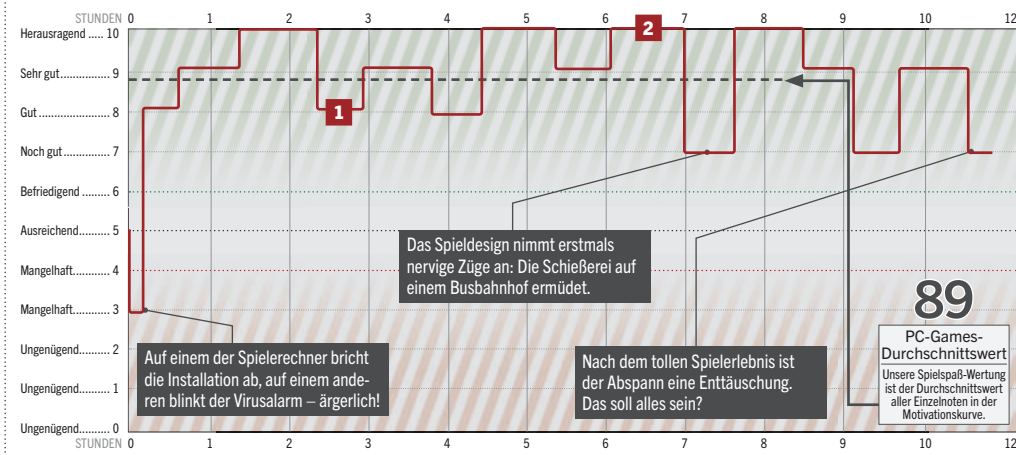 STUNDEN 0 1 2 3 4 5 6 7 8 9 10 11 12
Herausragend ..... 10
Sehr gut ............... 9
Gut ....................... 8
Noch gut ............... 7
Befriedigend ......... 6
Ausreichend .......... 5
Mangelhaft ............ 4
Mangelhaft ............ 3
Ungenügend .......... 2
Ungenügend .......... 1
Ungenügend .......... 0
STUNDEN 0 1 2 3 4 5 6 7 8 9 10 11 12
1
2
Das Spieldesign nimmt erstmals
nervige Züge an: Die Schießerei auf
einem Busbahnhof ermüdet.
Auf einem der Spielerechner bricht
die Installation ab, auf einem ande-
ren blinkt der Virusalarm – ärgerlich!
Nach dem tollen Spielerlebnis ist
der Abspann eine Enttäuschung.
Das soll alles sein?
89
PC-Games-
Durchschnittswert
Unsere Spielspaß-Wertung
ist der Durchschnittswert
aller Einzelnoten in der
Motivationskurve.